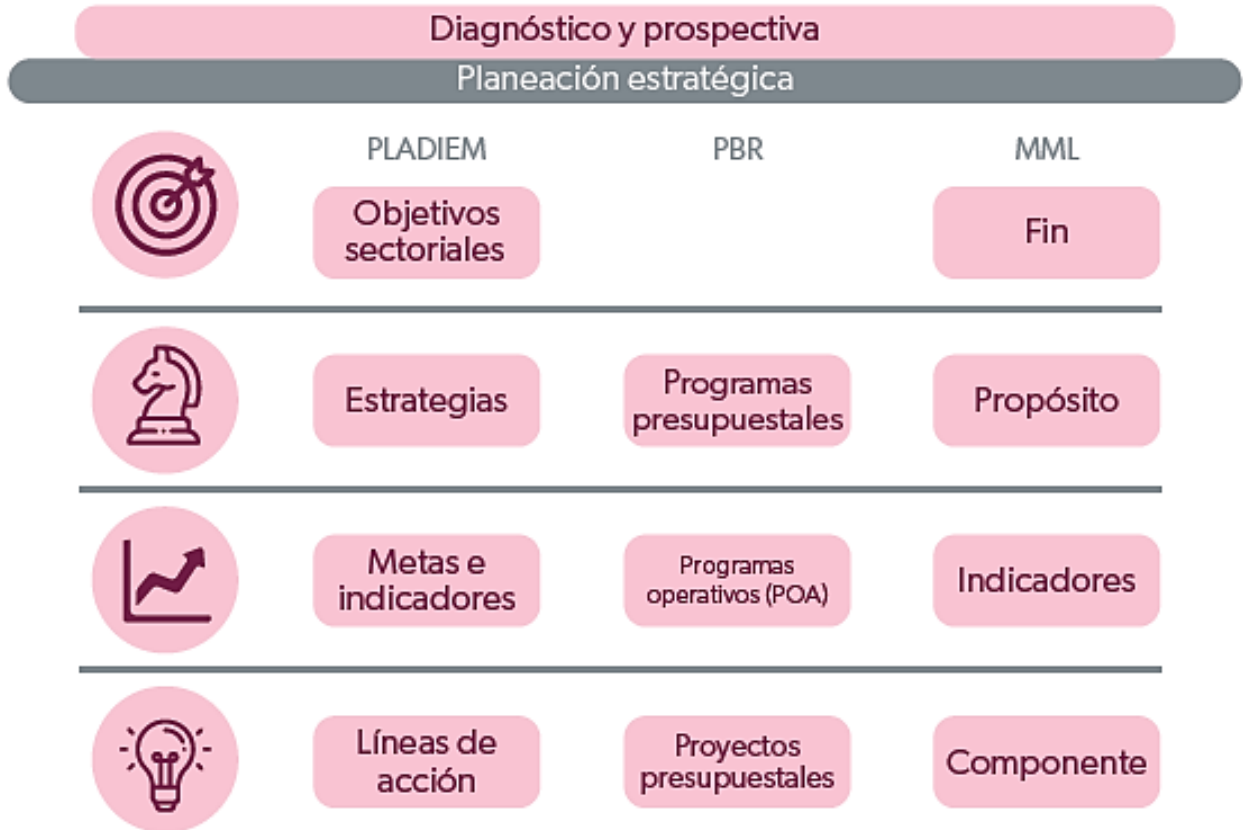 Diagnóstico y prospectiva
Planeación estratégica
PLADIEM
PBR
MML
Objetivos
sectoriales
Fin
Estrategias
Programas
presupuestales
Propósito
Metas e
indicadores
Programas
operativos (POA)
Indicadores
Líneas de
acción
Proyectos
presupuestales
Componente